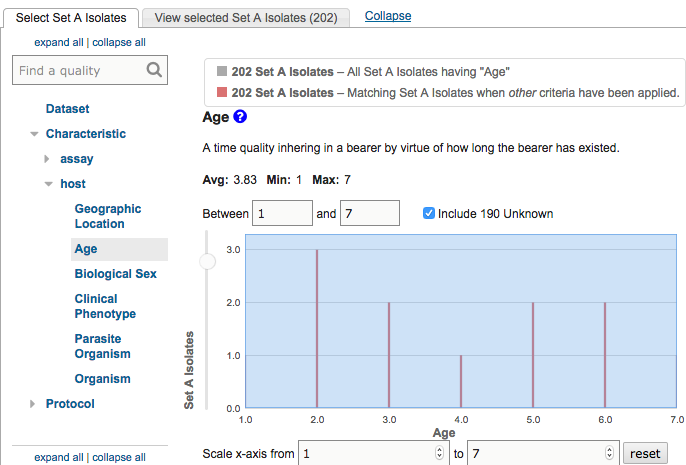 Select Set A Isolates
View selected Set A Isolates (202)
Collapse
expand all | collapse all
Find a quality
Dataset
Characteristic
assay
host
Geographic
Location
Age
Biological Sex
Clinical
Phenotype
Parasite
Organism
Organism
Protocol
expand all | collapse all
202 Set A Isolates – All Set A Isolates having "Age"
202 Set A Isolates – Matching Set A Isolates when other criteria have been applied.
Age ?
A time quality inhering in a bearer by virtue of how long the bearer has existed.
Avg: 3.83 Min: 1 Max: 7
Between 1 and 7 Include 190 Unknown
Set A Isolates
3.0
2.0
1.0
0.0
1.0 2.0 3.0 4.0 5.0 6.0 7.0
Age
Scale x-axis from 1 to 7 reset